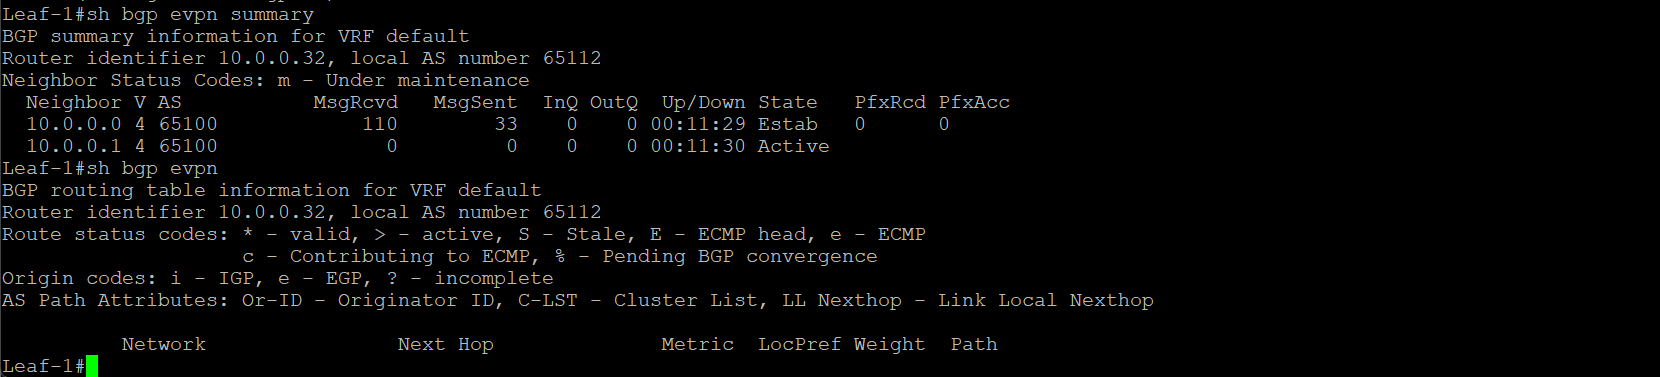 Leaf-1#sh bgp evpn summary
BGP summary information for VRF default
Router identifier 10.0.0.32, local AS number 65112
Neighbor Status Codes: m - Under maintenance
  Neighbor V AS           MsgRcvd   MsgSent  InQ OutQ  Up/Down State   PfxRcd PfxAcc
  10.0.0.0 4 65100            110        33    0    0 00:11:29 Estab   0      0
  10.0.0.1 4 65100              0         0    0    0 00:11:30 Active
Leaf-1#sh bgp evpn
BGP routing table information for VRF default
Router identifier 10.0.0.32, local AS number 65112
Route status codes: * - valid, > - active, S - Stale, E - ECMP head, e - ECMP
                    c - Contributing to ECMP, % - Pending BGP convergence
Origin codes: i - IGP, e - EGP, ? - incomplete
AS Path Attributes: Or-ID - Originator ID, C-LST - Cluster List, LL Nexthop - Link Local Nexthop
          Network                Next Hop              Metric  LocPref Weight  Path
Leaf-1#